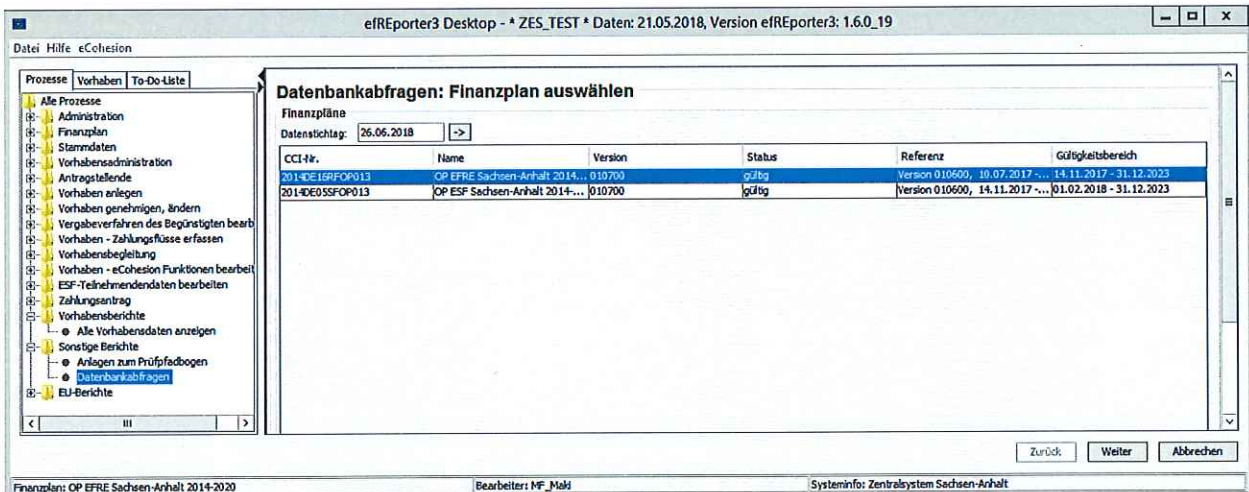 efREporter3 Desktop - * ZES_TEST * Daten: 21.05.2018, Version efREporter3: 1.6.0_19
Datei Hilfe eCohesion
Prozesse Vorhaben To-Do-Liste
Alle Prozesse
Administration
Finanzplan
Stammdaten
Vorhabensadministration
Antragstellende
Vorhaben anlegen
Vorhaben genehmigen, ändern
Vergabeverfahren des Begünstigten bearb
Vorhaben - Zahlungsflüsse erfassen
Vorhabensbegleitung
Vorhaben - eCohesion Funktionen bearbeit
ESF-Teilnehmendendaten bearbeiten
Zahlungsantrag
Vorhabensberichte
Alle Vorhabensdaten anzeigen
Sonstige Berichte
Anlagen zum Prüfpfadbogen
Datenbankabfragen
EU-Berichte
Datenbankabfragen: Finanzplan auswählen
Finanzpläne
Datenstichtag: 26.06.2018 ->
CCI-Nr. Name Version Status Referenz Gültigkeitsbereich
2014DE16RFOP013 OP EFRE Sachsen-Anhalt 2014... 010700 gültig Version 010600, 10.07.2017 -... 14.11.2017 - 31.12.2023
2014DE05SFOP013 OP ESF Sachsen-Anhalt 2014-... 010700 gültig Version 010600, 14.11.2017 -... 01.02.2018 - 31.12.2023
Zurück Weiter Abbrechen
Finanzplan: OP EFRE Sachsen-Anhalt 2014-2020 Bearbeiter: MF_Maki Systeminfo: Zentralsystem Sachsen-Anhalt